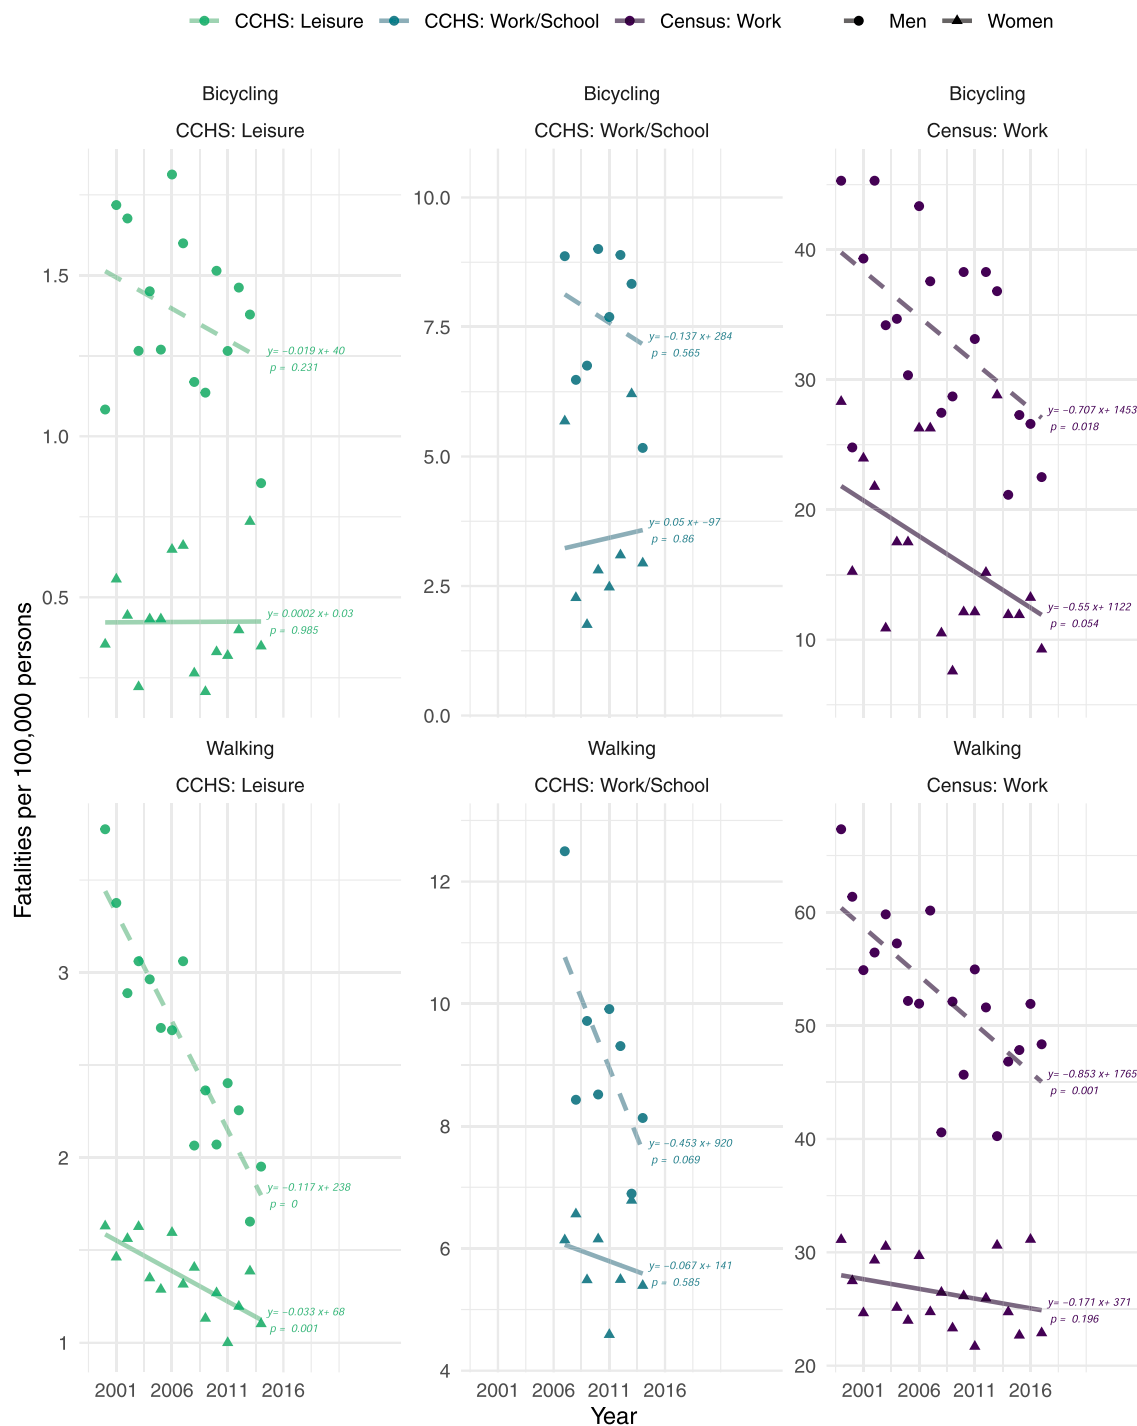 CCHS: Leisure CCHS: Work/School Census: Work Men Women
Bicycling Bicycling Bicycling
CCHS: Leisure CCHS: Work/School Census: Work
1.5
1.0
0.5
y= −0.019 x+ 40
p = 0.231
y= 0.0002 x+ 0.03
p = 0.985
10.0
7.5
5.0
2.5
0.0
y= −0.137 x+ 284
p = 0.565
y= 0.05 x+ −97
p = 0.86
40
30
20
10
y= −0.707 x+ 1453
p = 0.018
y= −0.55 x+ 1122
p = 0.054
Fatalities per 100,000 persons
Walking Walking Walking
CCHS: Leisure CCHS: Work/School Census: Work
3
2
1
y= −0.117 x+ 238
p = 0
y= −0.033 x+ 68
p = 0.001
12
10
8
6
4
y= −0.453 x+ 920
p = 0.069
y= −0.067 x+ 141
p = 0.585
60
50
40
30
20
y= −0.853 x+ 1765
p = 0.001
y= −0.171 x+ 371
p = 0.196
2001 2006 2011 2016 2001 2006 2011 2016 2001 2006 2011 2016
Year